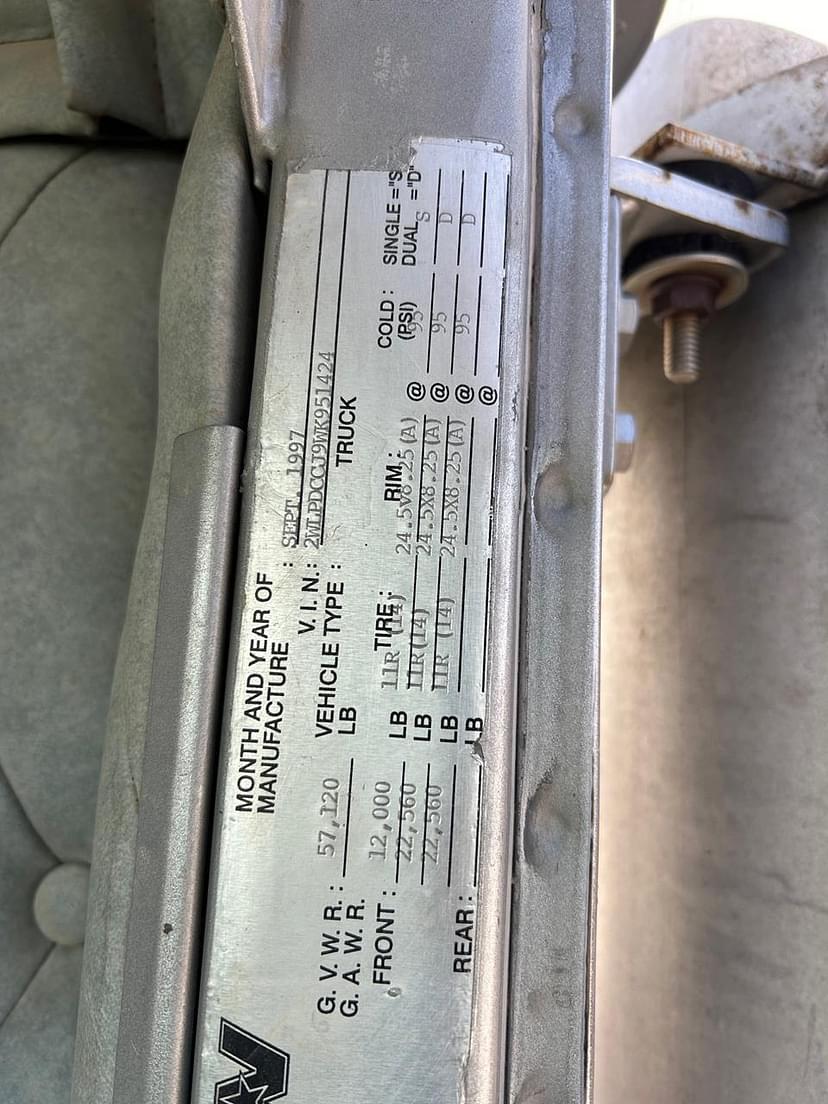 MONTH AND YEAR OF
MANUFACTURE : SEPT. 1997
V. I. N. : 2WLPDCCJ9WK951424
G. V. W. R. : 57,120 LB VEHICLE TYPE : TRUCK
G. A. W. R.
TIRE : RIM : COLD : (PSI) SINGLE = "S" DUAL = "D"
FRONT : 12,000 LB 11R (14) 24.5X8.25(A) @ 95 S
22,560 LB 11R(14) 24.5X8.25(A) @ 95 D
22,560 LB 11R (14) 24.5X8.25(A) @ 95 D
REAR : LB @